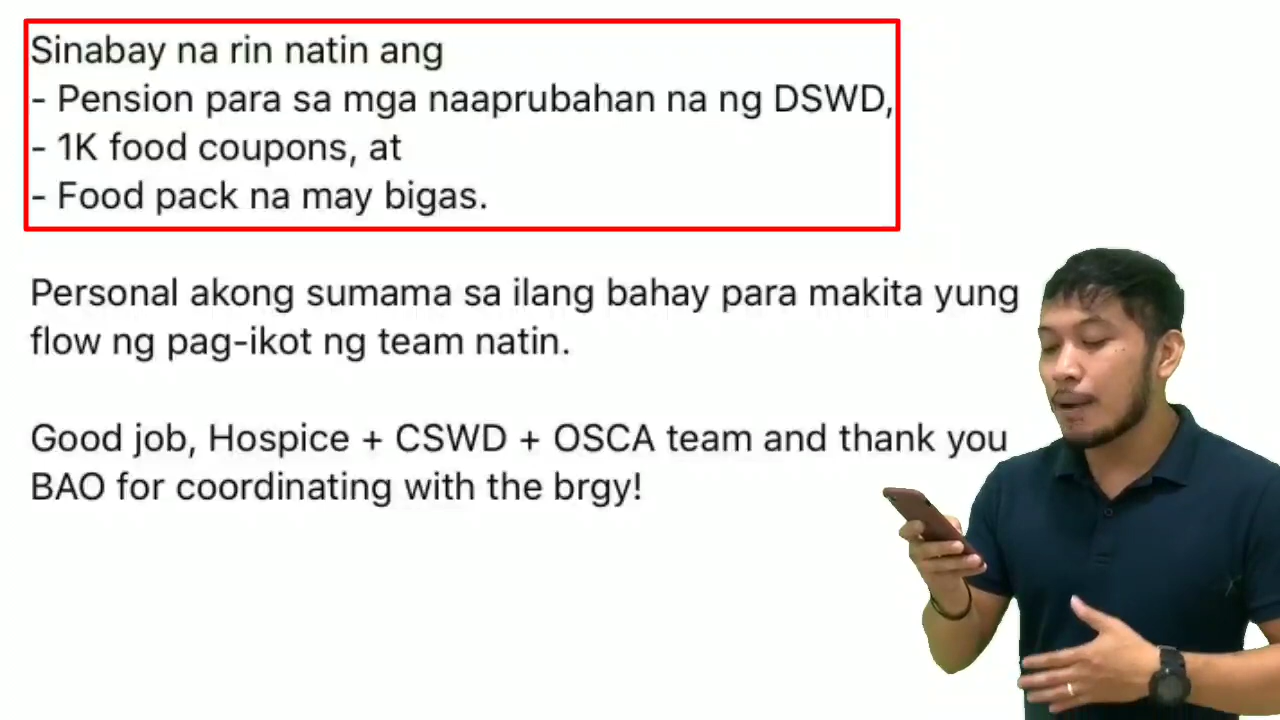 Sinabay na rin natin ang
- Pension para sa mga naaprubahan na ng DSWD,
- 1K food coupons, at
- Food pack na may bigas.
Personal akong sumama sa ilang bahay para makita yung
flow ng pag-ikot ng team natin.
Good job, Hospice + CSWD + OSCA team and thank you
BAO for coordinating with the brgy!